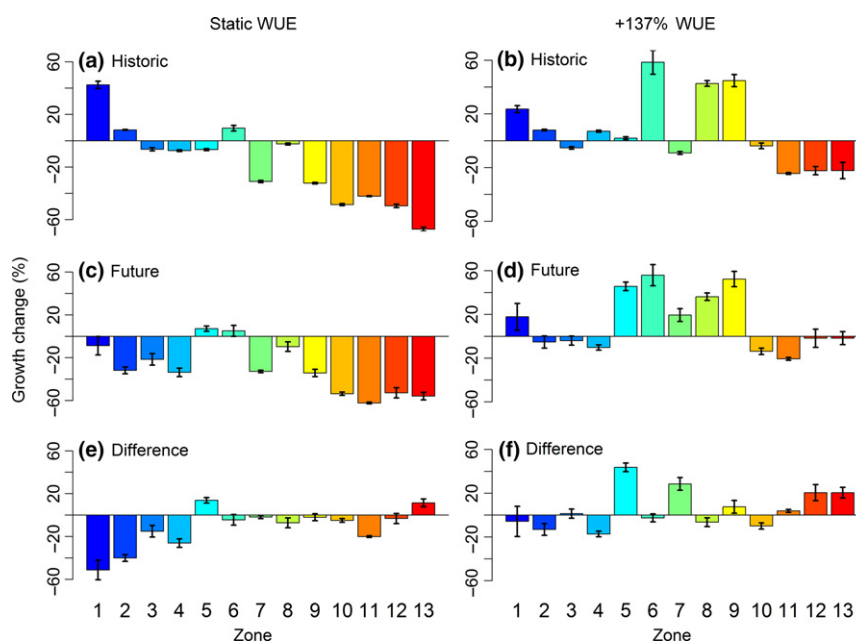 Static WUE
+137% WUE
(a) Historic
60
20
−20
−60
(b) Historic
60
20
−20
−60
Growth change (%)
(c) Future
60
20
−20
−60
(d) Future
60
20
−20
−60
(e) Difference
60
20
−20
−60
(f) Difference
60
20
−20
−60
1 2 3 4 5 6 7 8 9 10 11 12 13
Zone
1 2 3 4 5 6 7 8 9 10 11 12 13
Zone